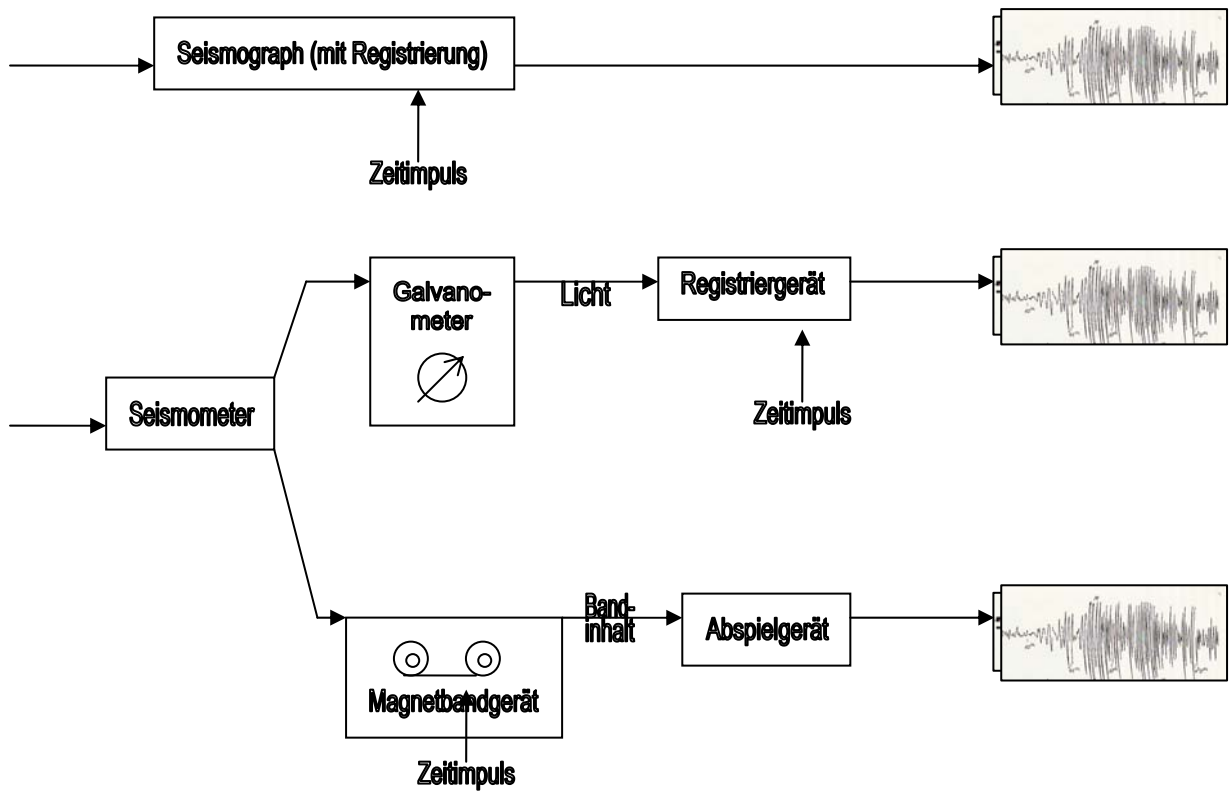 Seismograph (mit Registrierung)
Zeitimpuls
Galvano-
meter
Licht
Registriergerät
Zeitimpuls
Seismometer
Band-
inhalt
Abspielgerät
Magnetbandgerät
Zeitimpuls